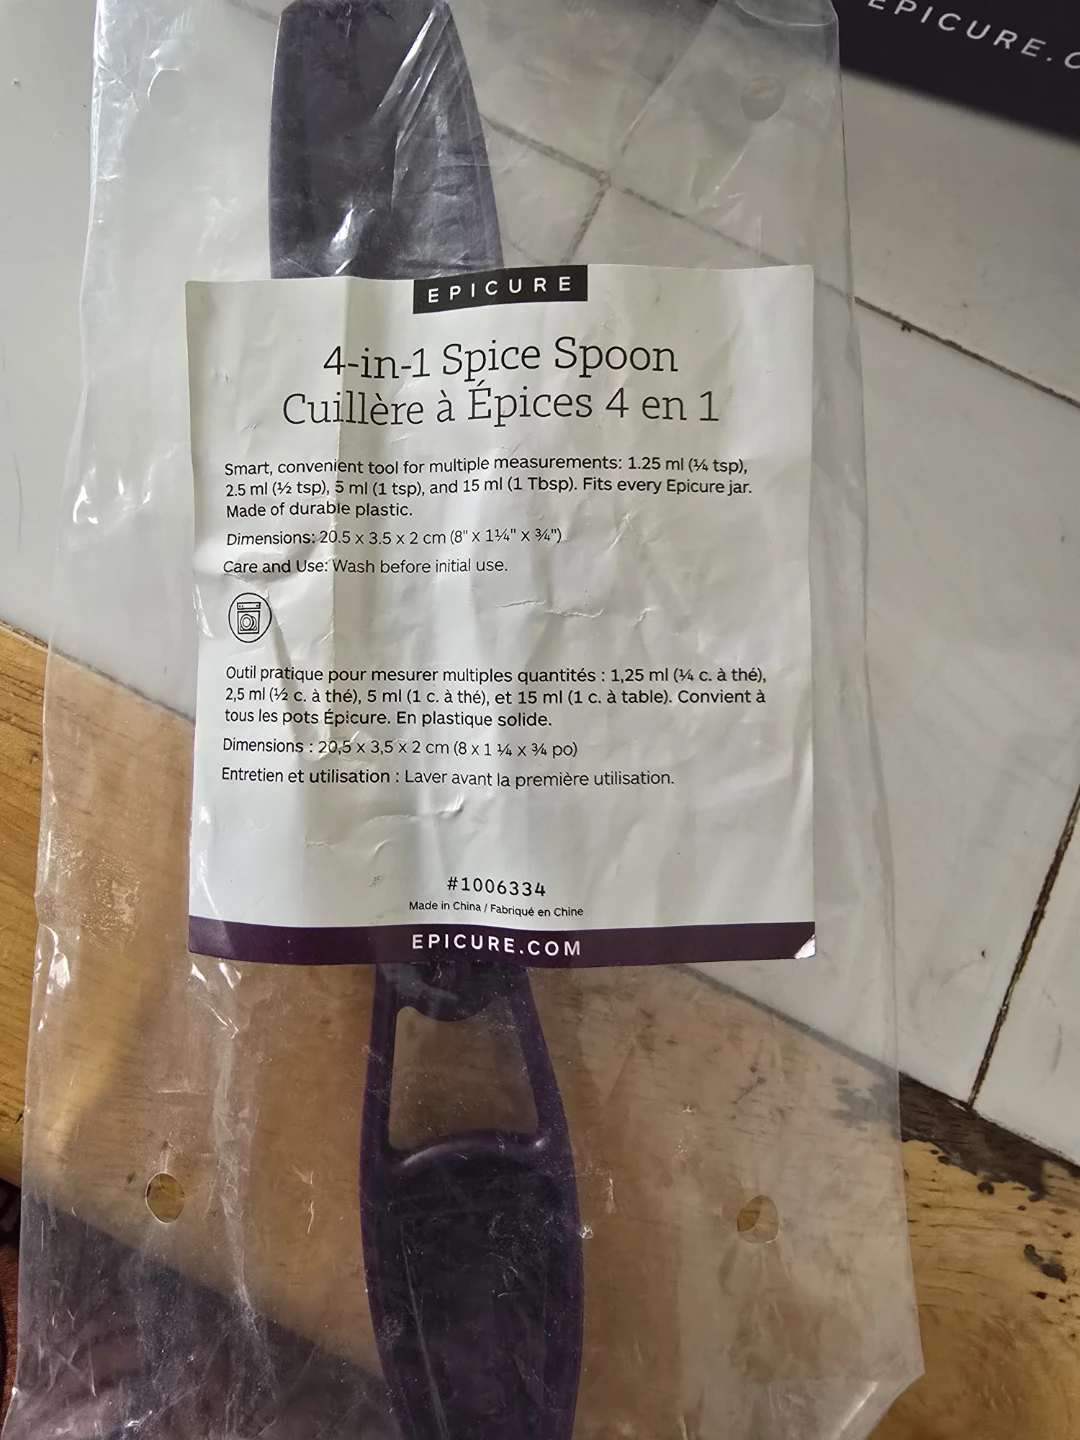 EPICURE.C
EPICURE
4-in-1 Spice Spoon
Cuillère à Épices 4 en 1
Smart, convenient tool for multiple measurements: 1.25 ml (¼ tsp),
2.5 ml (½ tsp), 5 ml (1 tsp), and 15 ml (1 Tbsp). Fits every Epicure jar.
Made of durable plastic.
Dimensions: 20.5 x 3.5 x 2 cm (8" x 1¼" x ¾")
Care and Use: Wash before initial use.
Outil pratique pour mesurer multiples quantités : 1,25 ml (¼ c. à thé),
2,5 ml (½ c. à thé), 5 ml (1 c. à thé), et 15 ml (1 c. à table). Convient à
tous les pots Épicure. En plastique solide.
Dimensions : 20,5 x 3,5 x 2 cm (8 x 1 ¼ x ¾ po)
Entretien et utilisation : Laver avant la première utilisation.
#1006334
Made in China / Fabriqué en Chine
EPICURE.COM